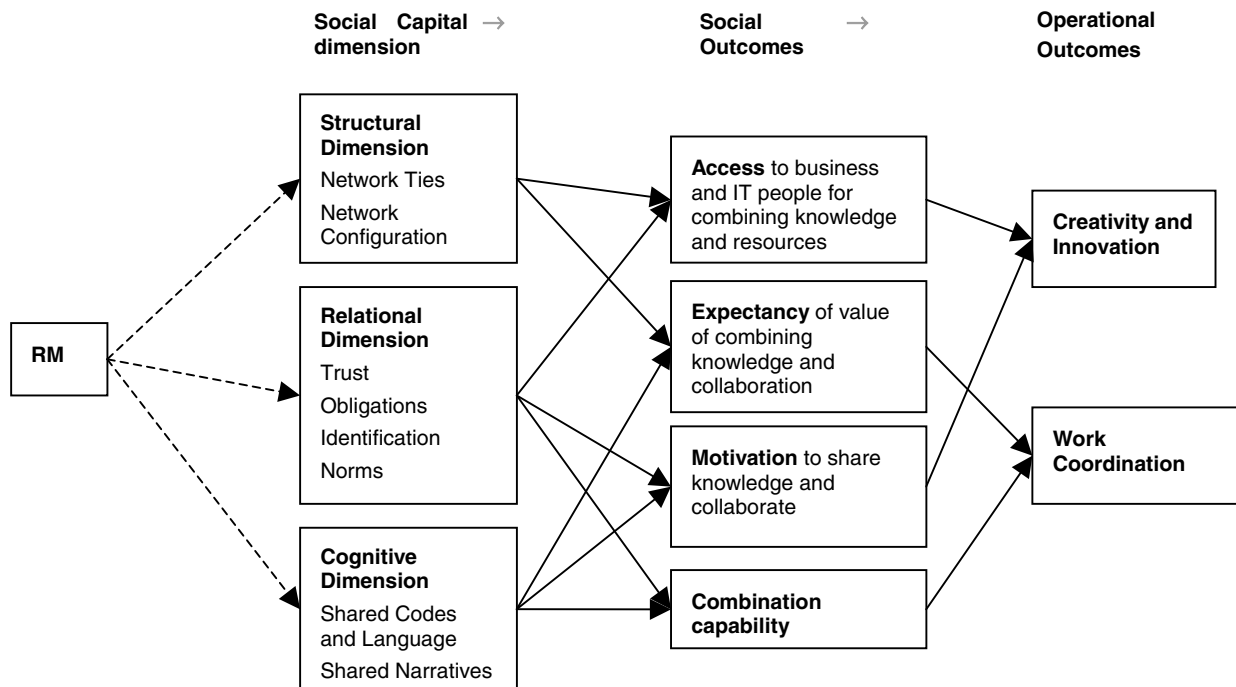 Social Capital →
dimension
Social →
Outcomes
Operational
Outcomes
RM
Structural
Dimension
Network Ties
Network
Configuration
Relational
Dimension
Trust
Obligations
Identification
Norms
Cognitive
Dimension
Shared Codes
and Language
Shared Narratives
Access to business
and IT people for
combining knowledge
and resources
Expectancy of value
of combining
knowledge and
collaboration
Motivation to share
knowledge and
collaborate
Combination
capability
Creativity and
Innovation
Work
Coordination